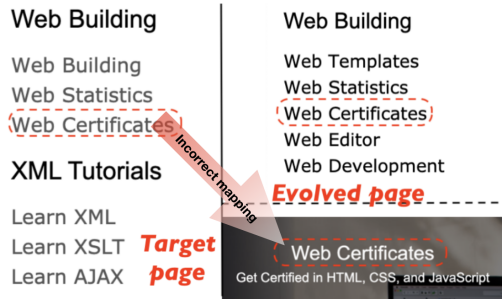 Web Building
Web Building
Web Statistics
Web Certificates
XML Tutorials
Learn XML
Learn XSLT
Learn AJAX
Target
page
Incorrect mapping
Web Building
Web Templates
Web Statistics
Web Certificates
Web Editor
Web Development
Evolved page
Web Certificates
Get Certified in HTML, CSS, and JavaScript